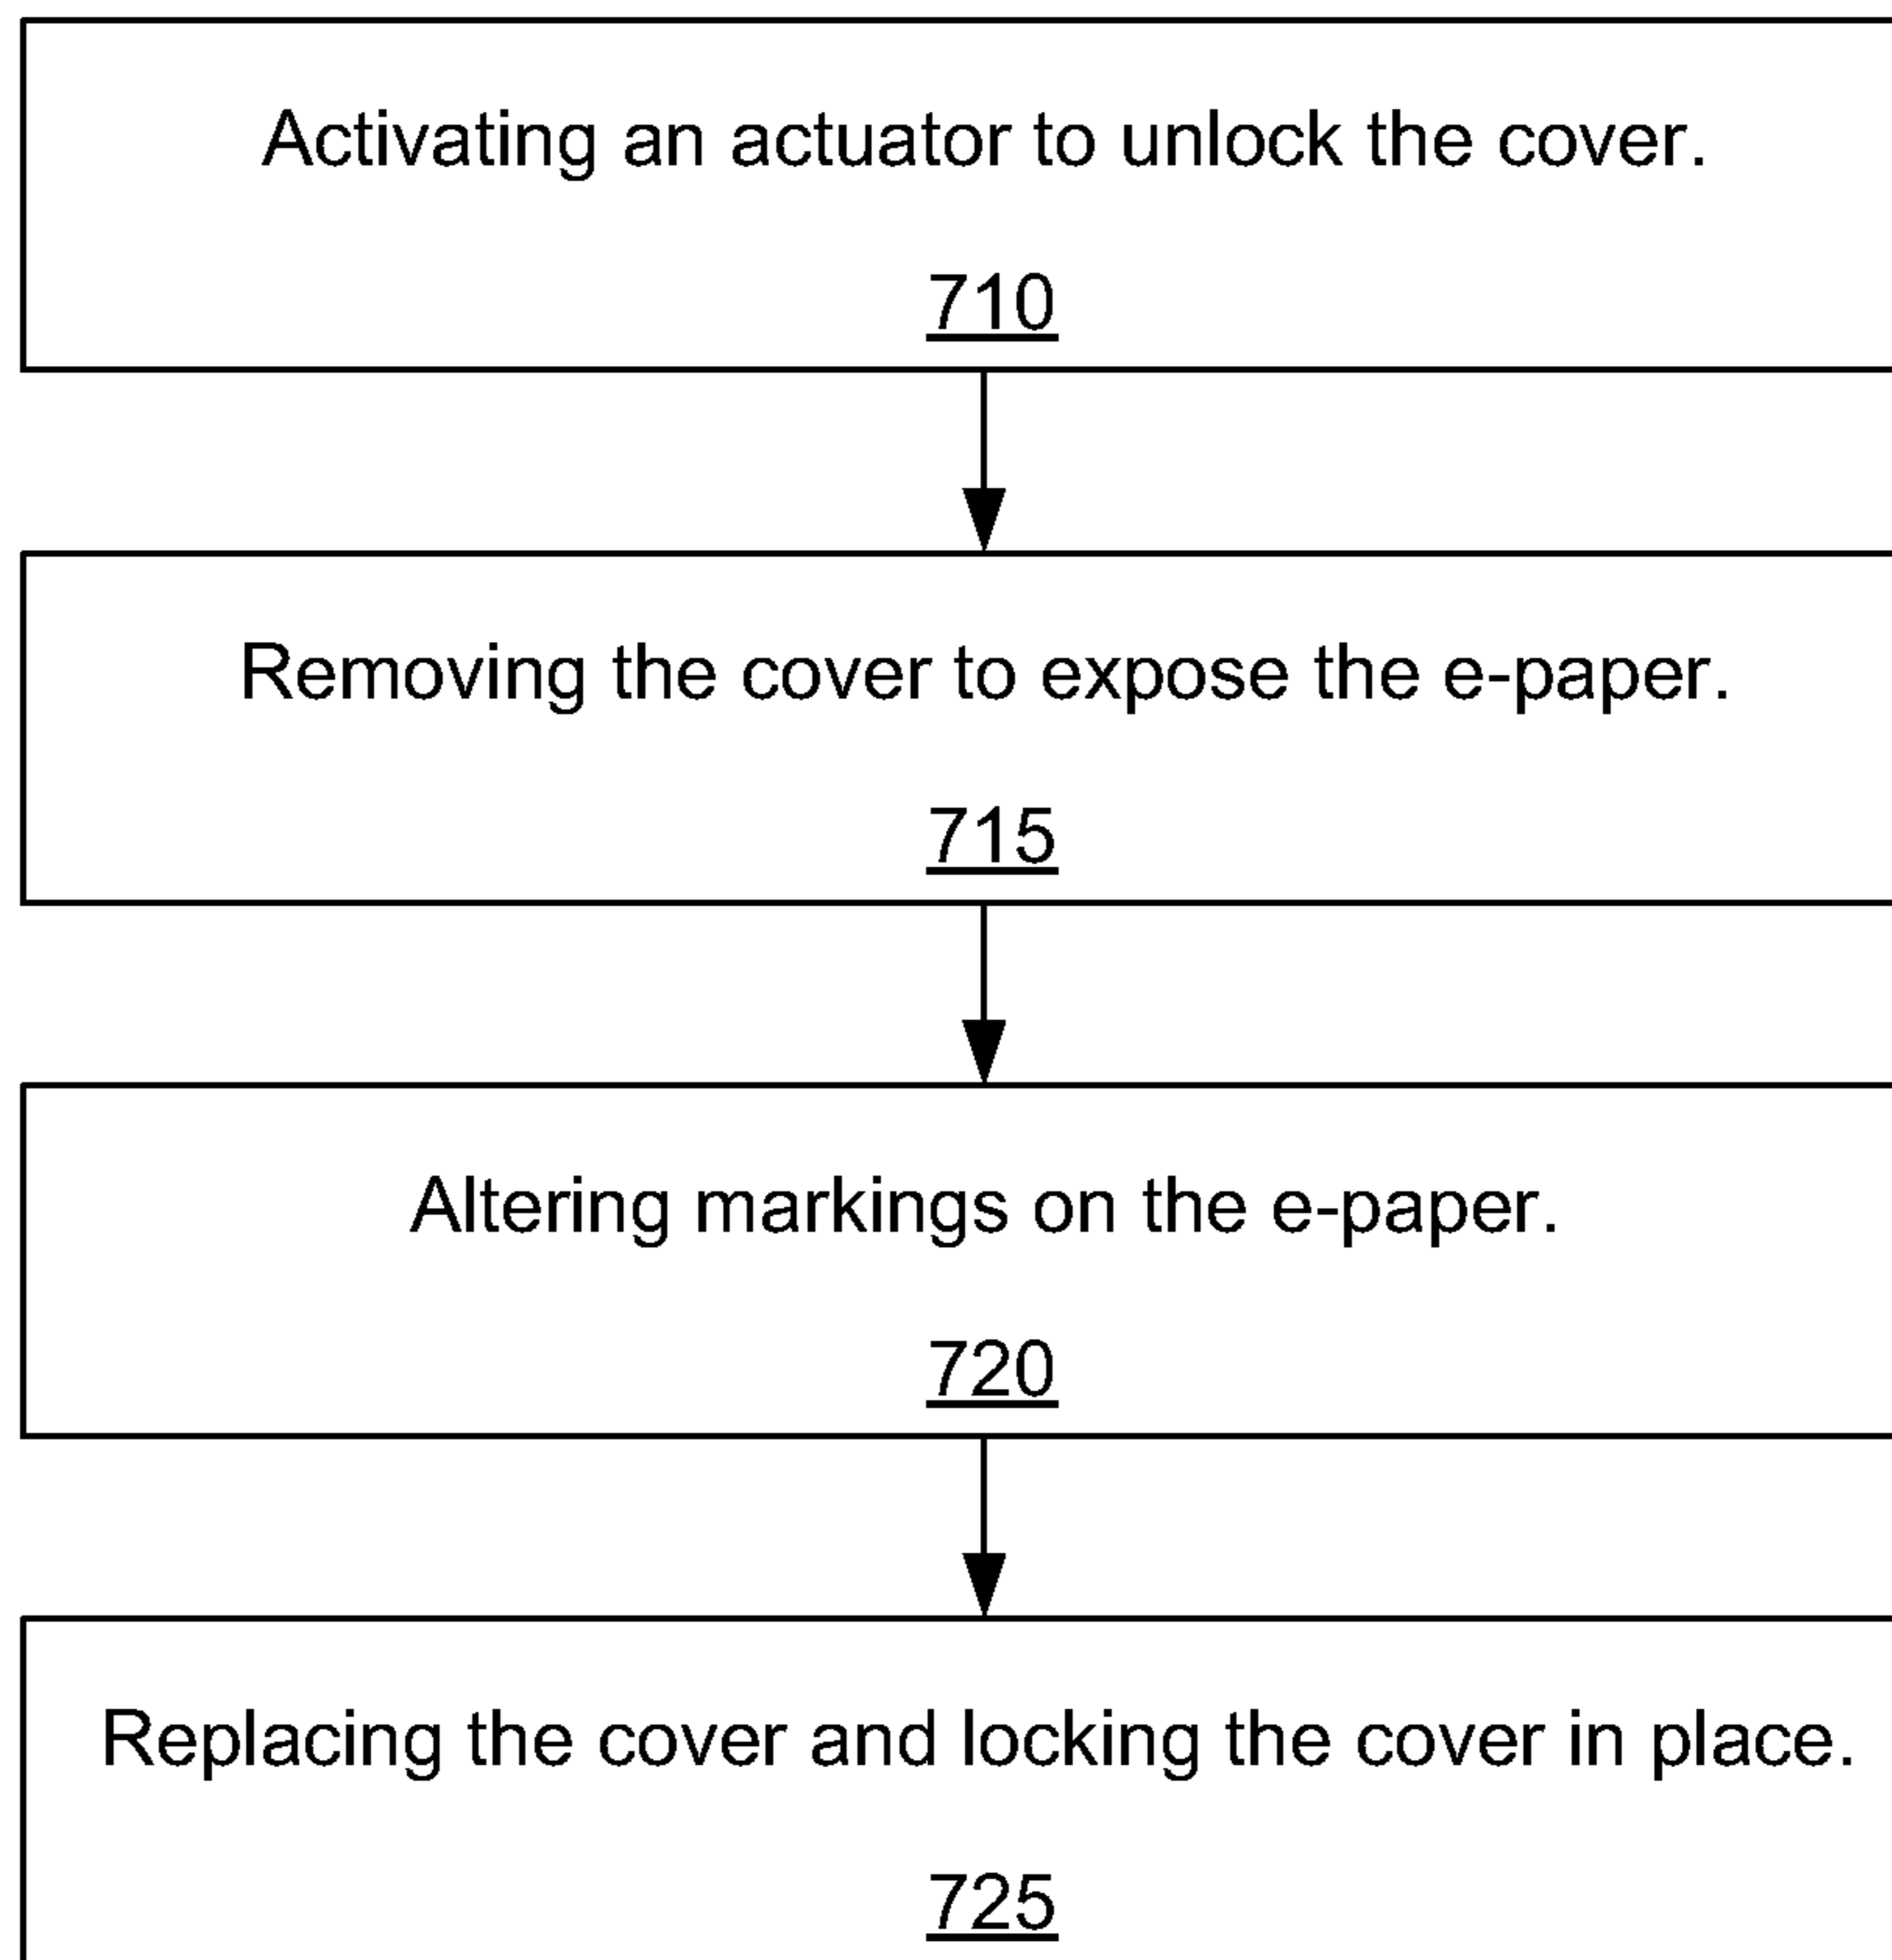 Activating an actuator to unlock the cover.
710
Removing the cover to expose the e-paper.
715
Altering markings on the e-paper.
720
Replacing the cover and locking the cover in place.
725